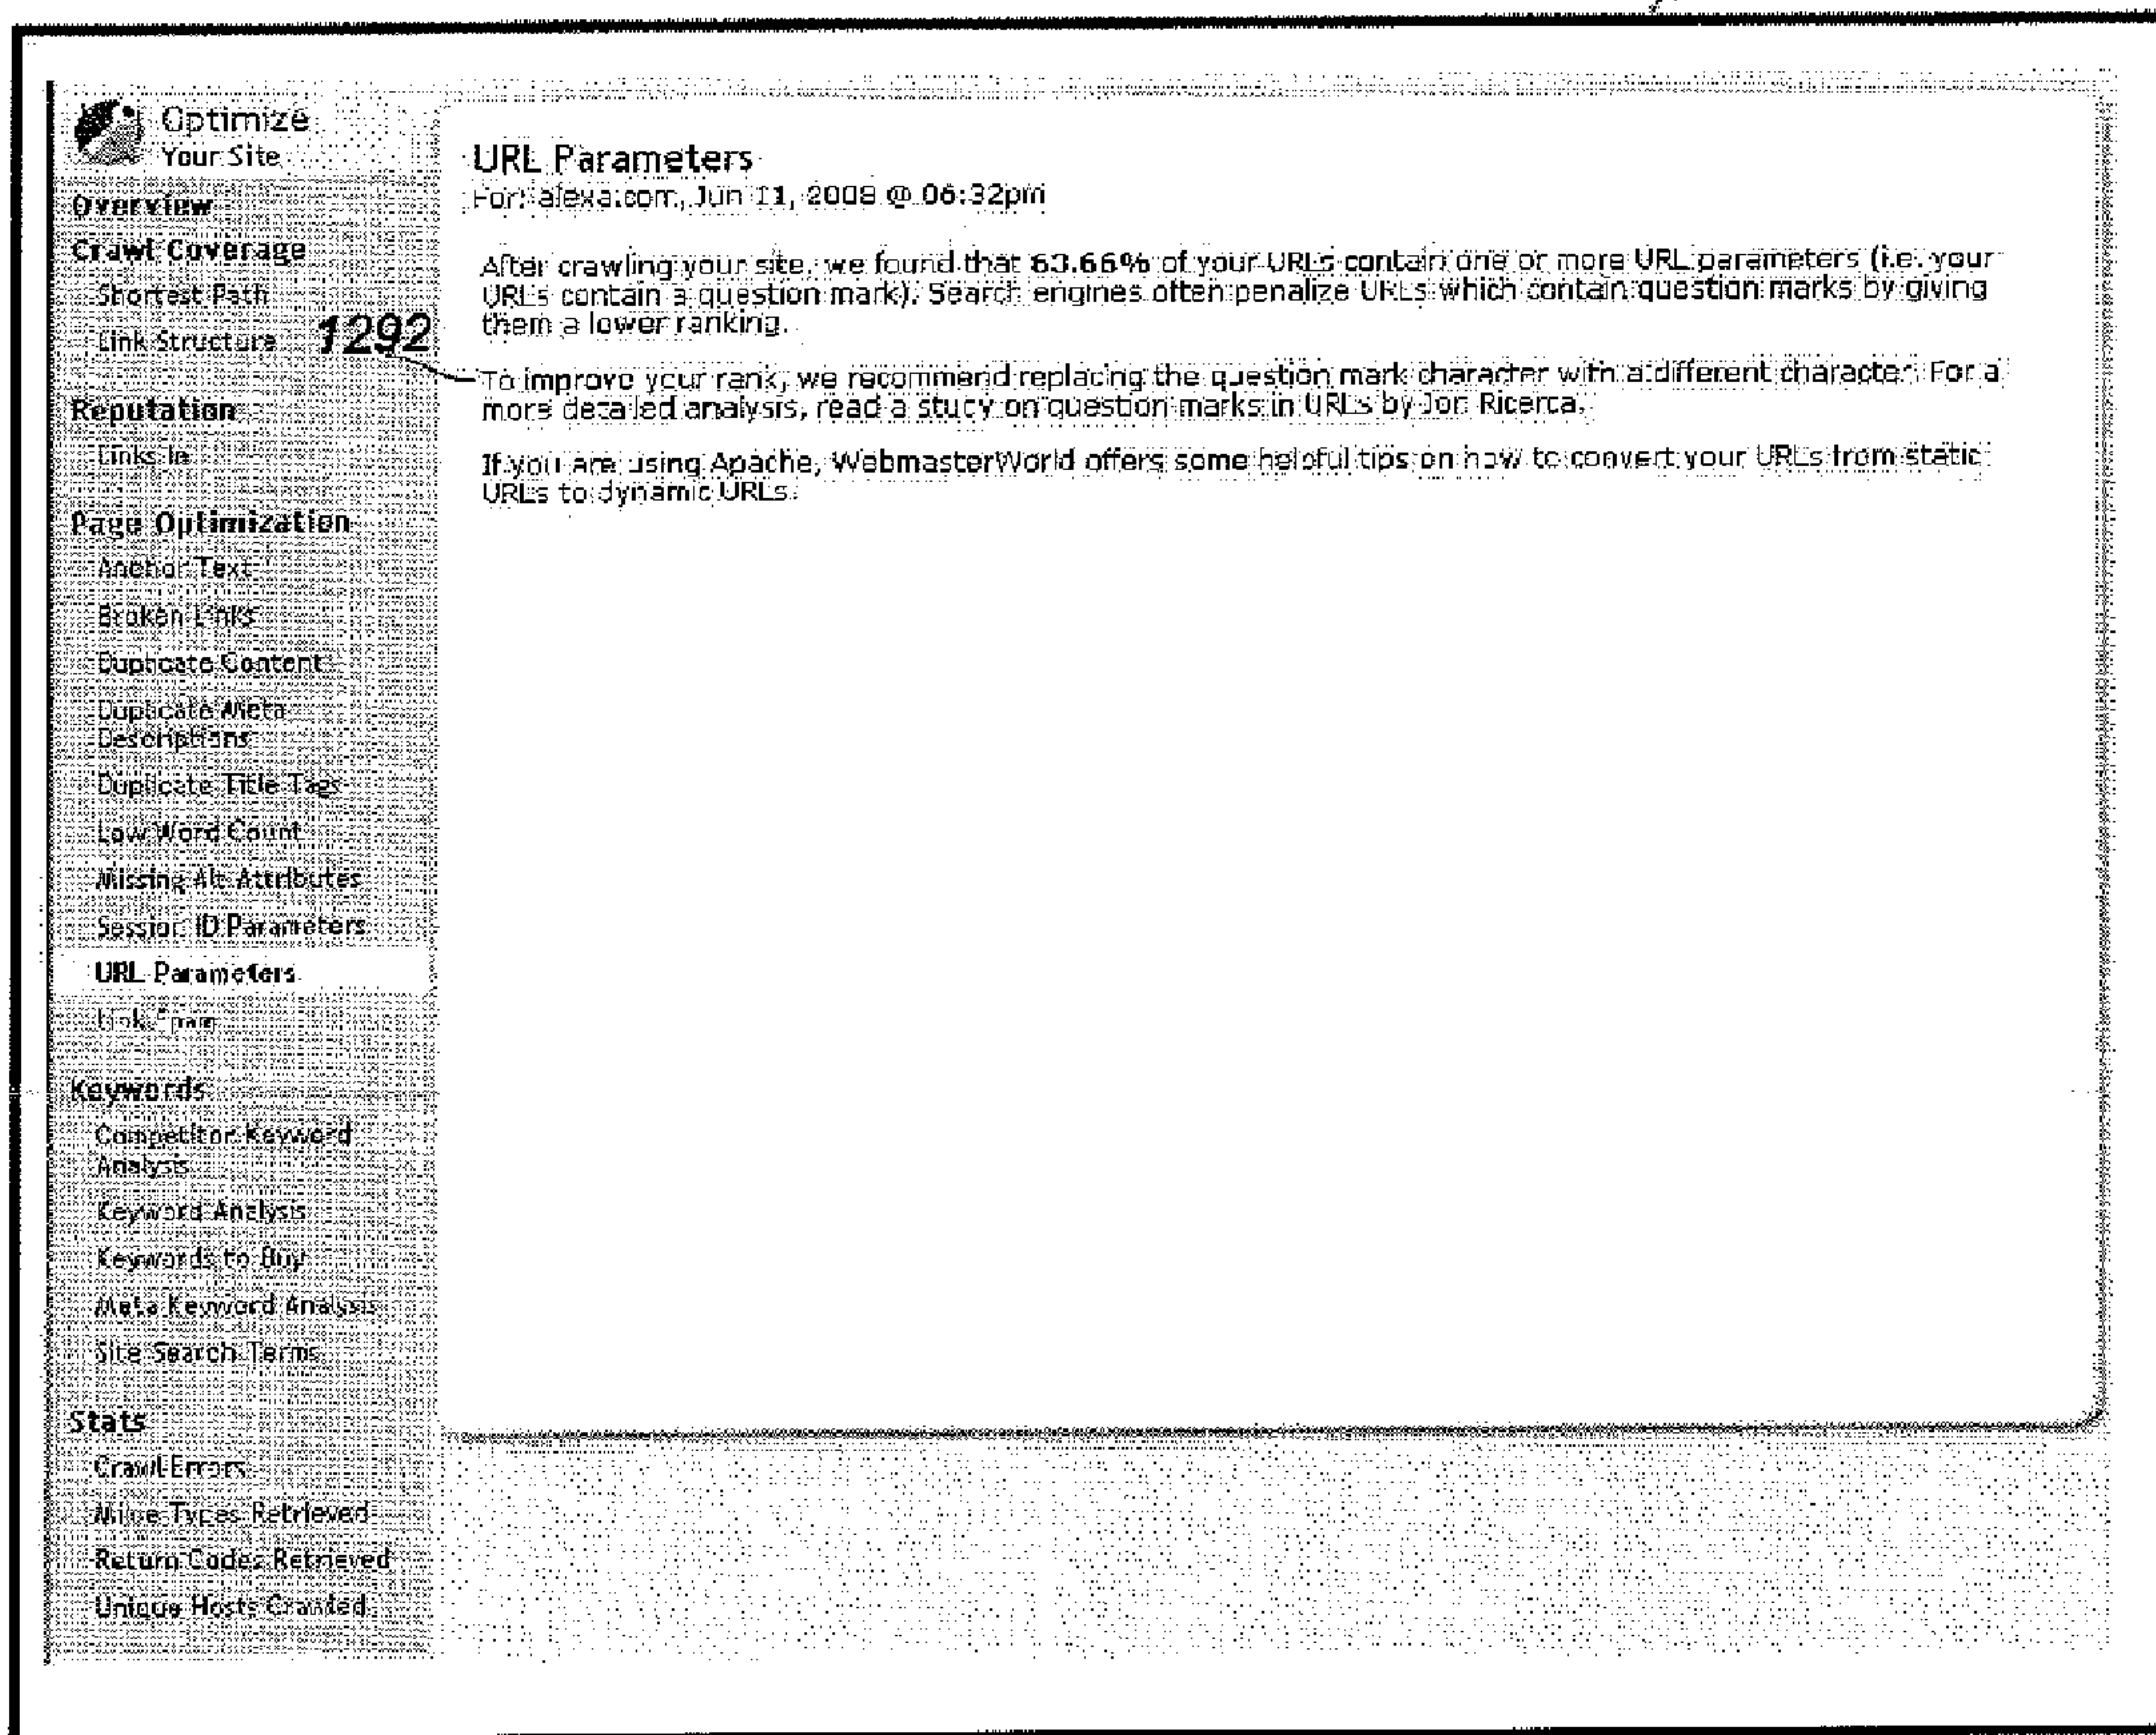 Optimize
Your Site
Overview
Crawl Coverage
Shortest Path
Link Structure
Reputation
Links In
Page Optimization
Anchor Text
Broken Links
Duplicate Content
Duplicate Meta
Descriptions
Duplicate Title Tags
Low Word Count
Missing Alt Attributes
Session ID Parameters
URL Parameters
Link Spam
Keywords
Competitor Keyword
Analysis
Keyword Analysis
Keywords to Buy
Meta Keyword Analysis
Site Search Terms
Stats
Crawl Errors
Mime Types Retrieved
Return Codes Retrieved
Unique Hosts Crawled
1292
URL Parameters
For: alexa.com, Jun 11, 2008 @ 06:32pm
After crawling your site, we found that 63.66% of your URLs contain one or more URL parameters (i.e. your
URLs contain a question mark). Search engines often penalize URLs which contain question marks by giving
them a lower ranking.
To improve your rank, we recommend replacing the question mark character with a different character. For a
more detailed analysis, read a study on question marks in URLs by Jon Ricerca.
If you are using Apache, WebmasterWorld offers some helpful tips on how to convert your URLs from static
URLs to dynamic URLs.